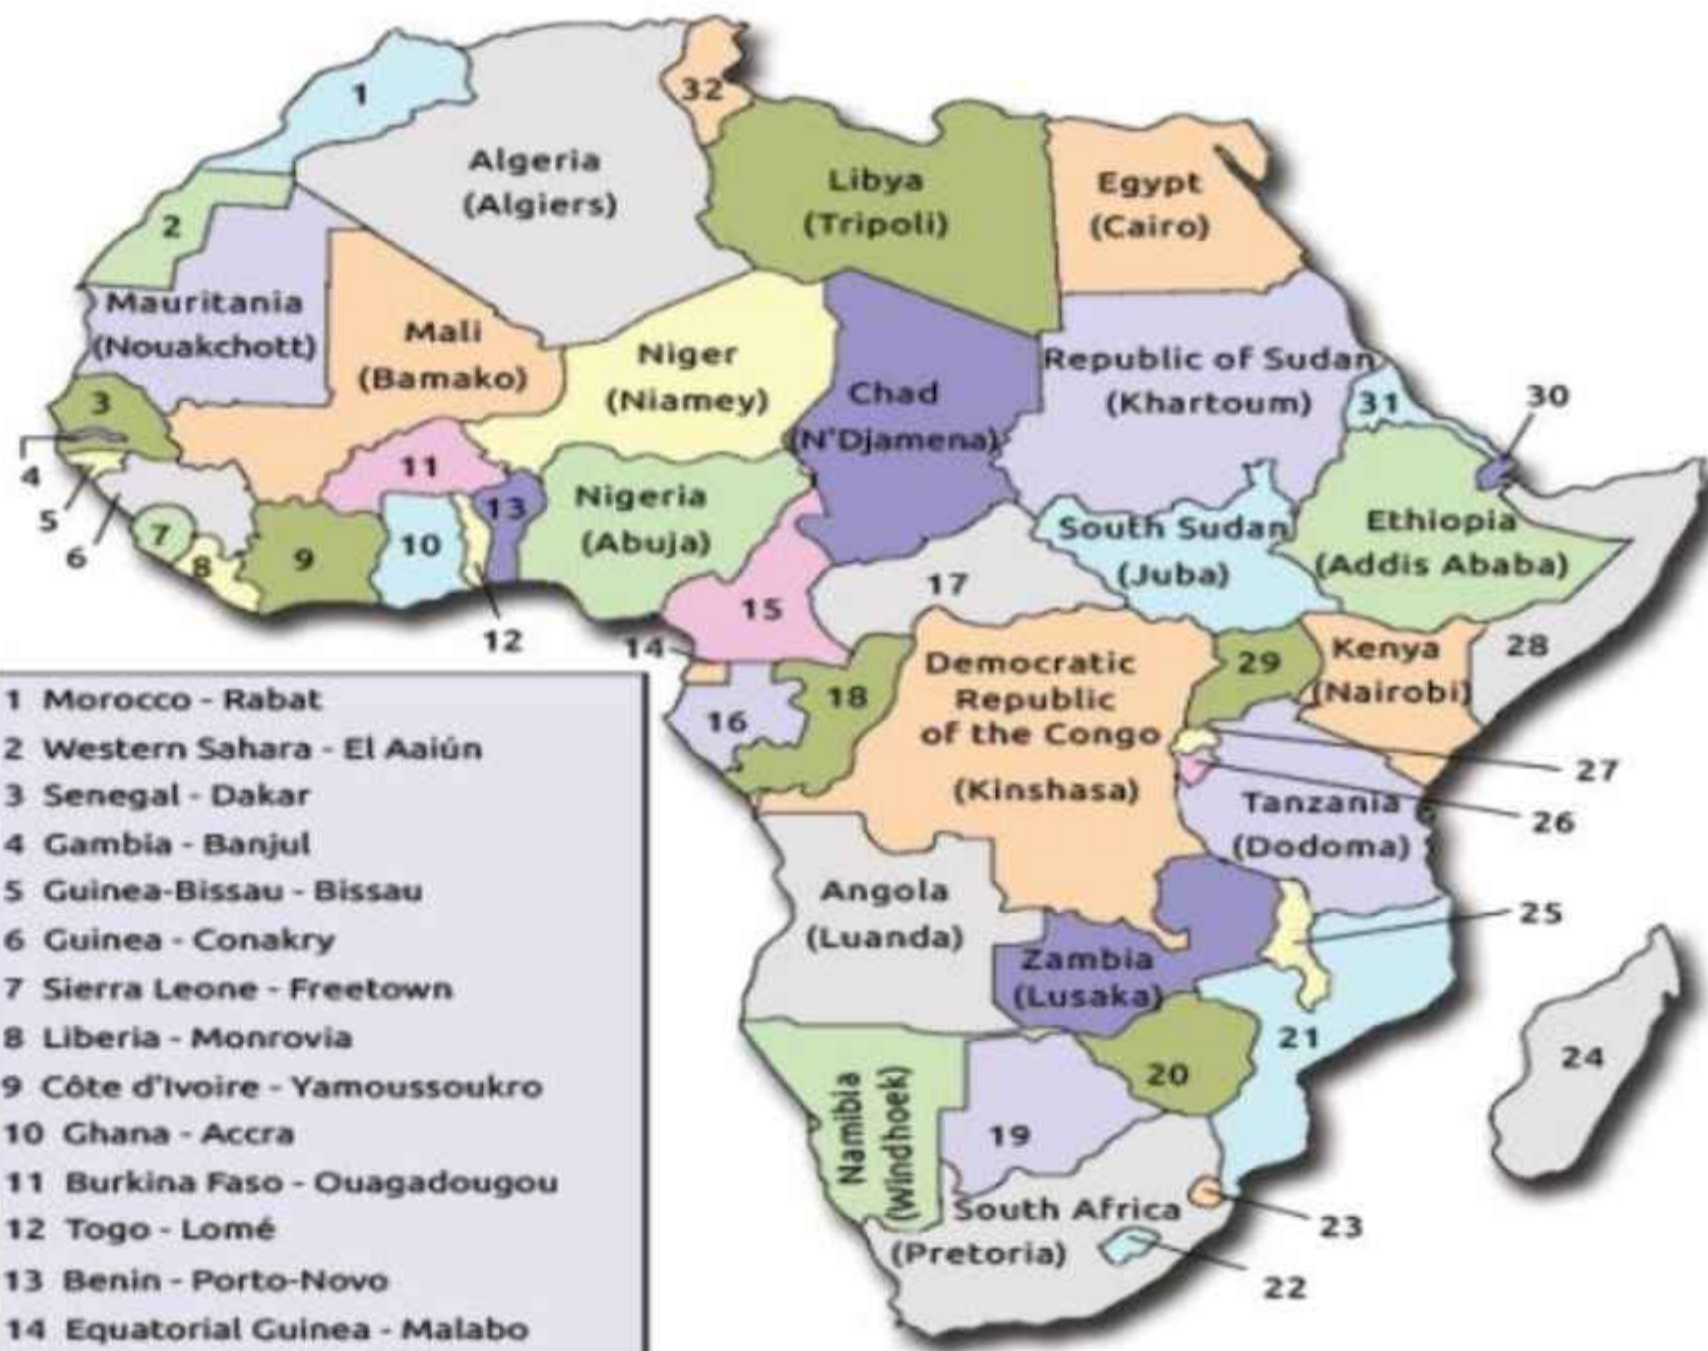 1
32
Algeria
(Algiers)
Libya
(Tripoli)
Egypt
(Cairo)
2
Mauritania
(Nouakchott)
Mali
(Bamako)
Niger
(Niamey)
Chad
(N'Djamena)
Republic of Sudan
(Khartoum)
31
30
3
4
5
6
7
8
9
10
11
12
13
Nigeria
(Abuja)
South Sudan
(Juba)
Ethiopia
(Addis Ababa)
14
15
16
17
18
Democratic
Republic
of the Congo
(Kinshasa)
29
Kenya
(Nairobi)
28
27
26
Tanzania
(Dodoma)
25
Angola
(Luanda)
Zambia
(Lusaka)
21
24
20
19
Namibia
(Windhoek)
South Africa
(Pretoria)
23
22
1 Morocco - Rabat
2 Western Sahara - El Aaiún
3 Senegal - Dakar
4 Gambia - Banjul
5 Guinea-Bissau - Bissau
6 Guinea - Conakry
7 Sierra Leone - Freetown
8 Liberia - Monrovia
9 Côte d'Ivoire - Yamoussoukro
10 Ghana - Accra
11 Burkina Faso - Ouagadougou
12 Togo - Lomé
13 Benin - Porto-Novo
14 Equatorial Guinea - Malabo